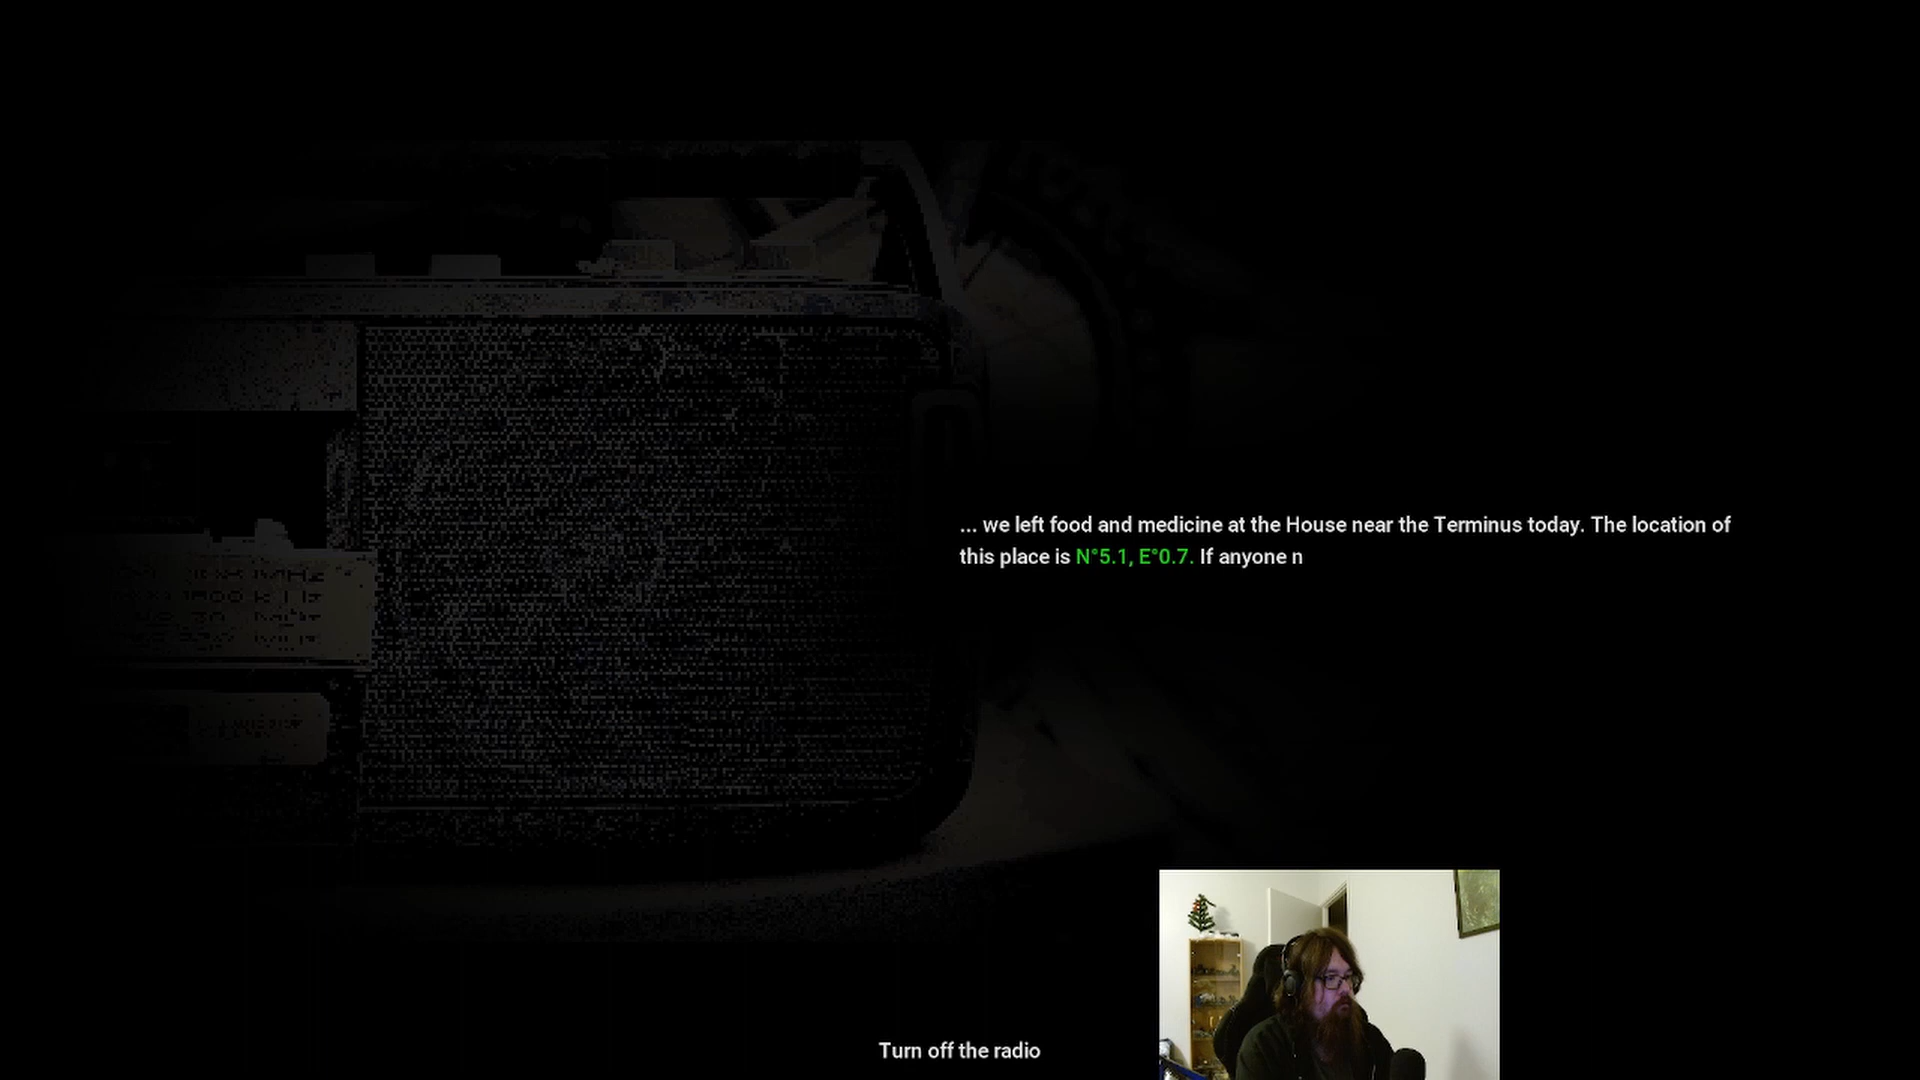 ... we left food and medicine at the House near the Terminus today. The location of
this place is N°5.1, E°0.7. If anyone n
Turn off the radio